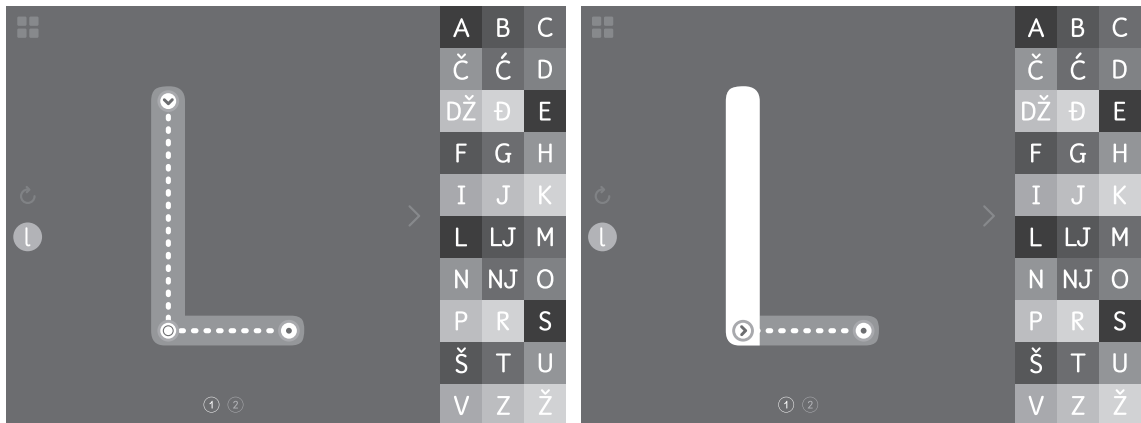 A B C
Č Ć D
DŽ Đ E
F G H
I J K
L LJ M
N NJ O
P R S
Š T U
V Z Ž
L
l
1 2
A B C
Č Ć D
DŽ Đ E
F G H
I J K
L LJ M
N NJ O
P R S
Š T U
V Z Ž
L
l
1 2